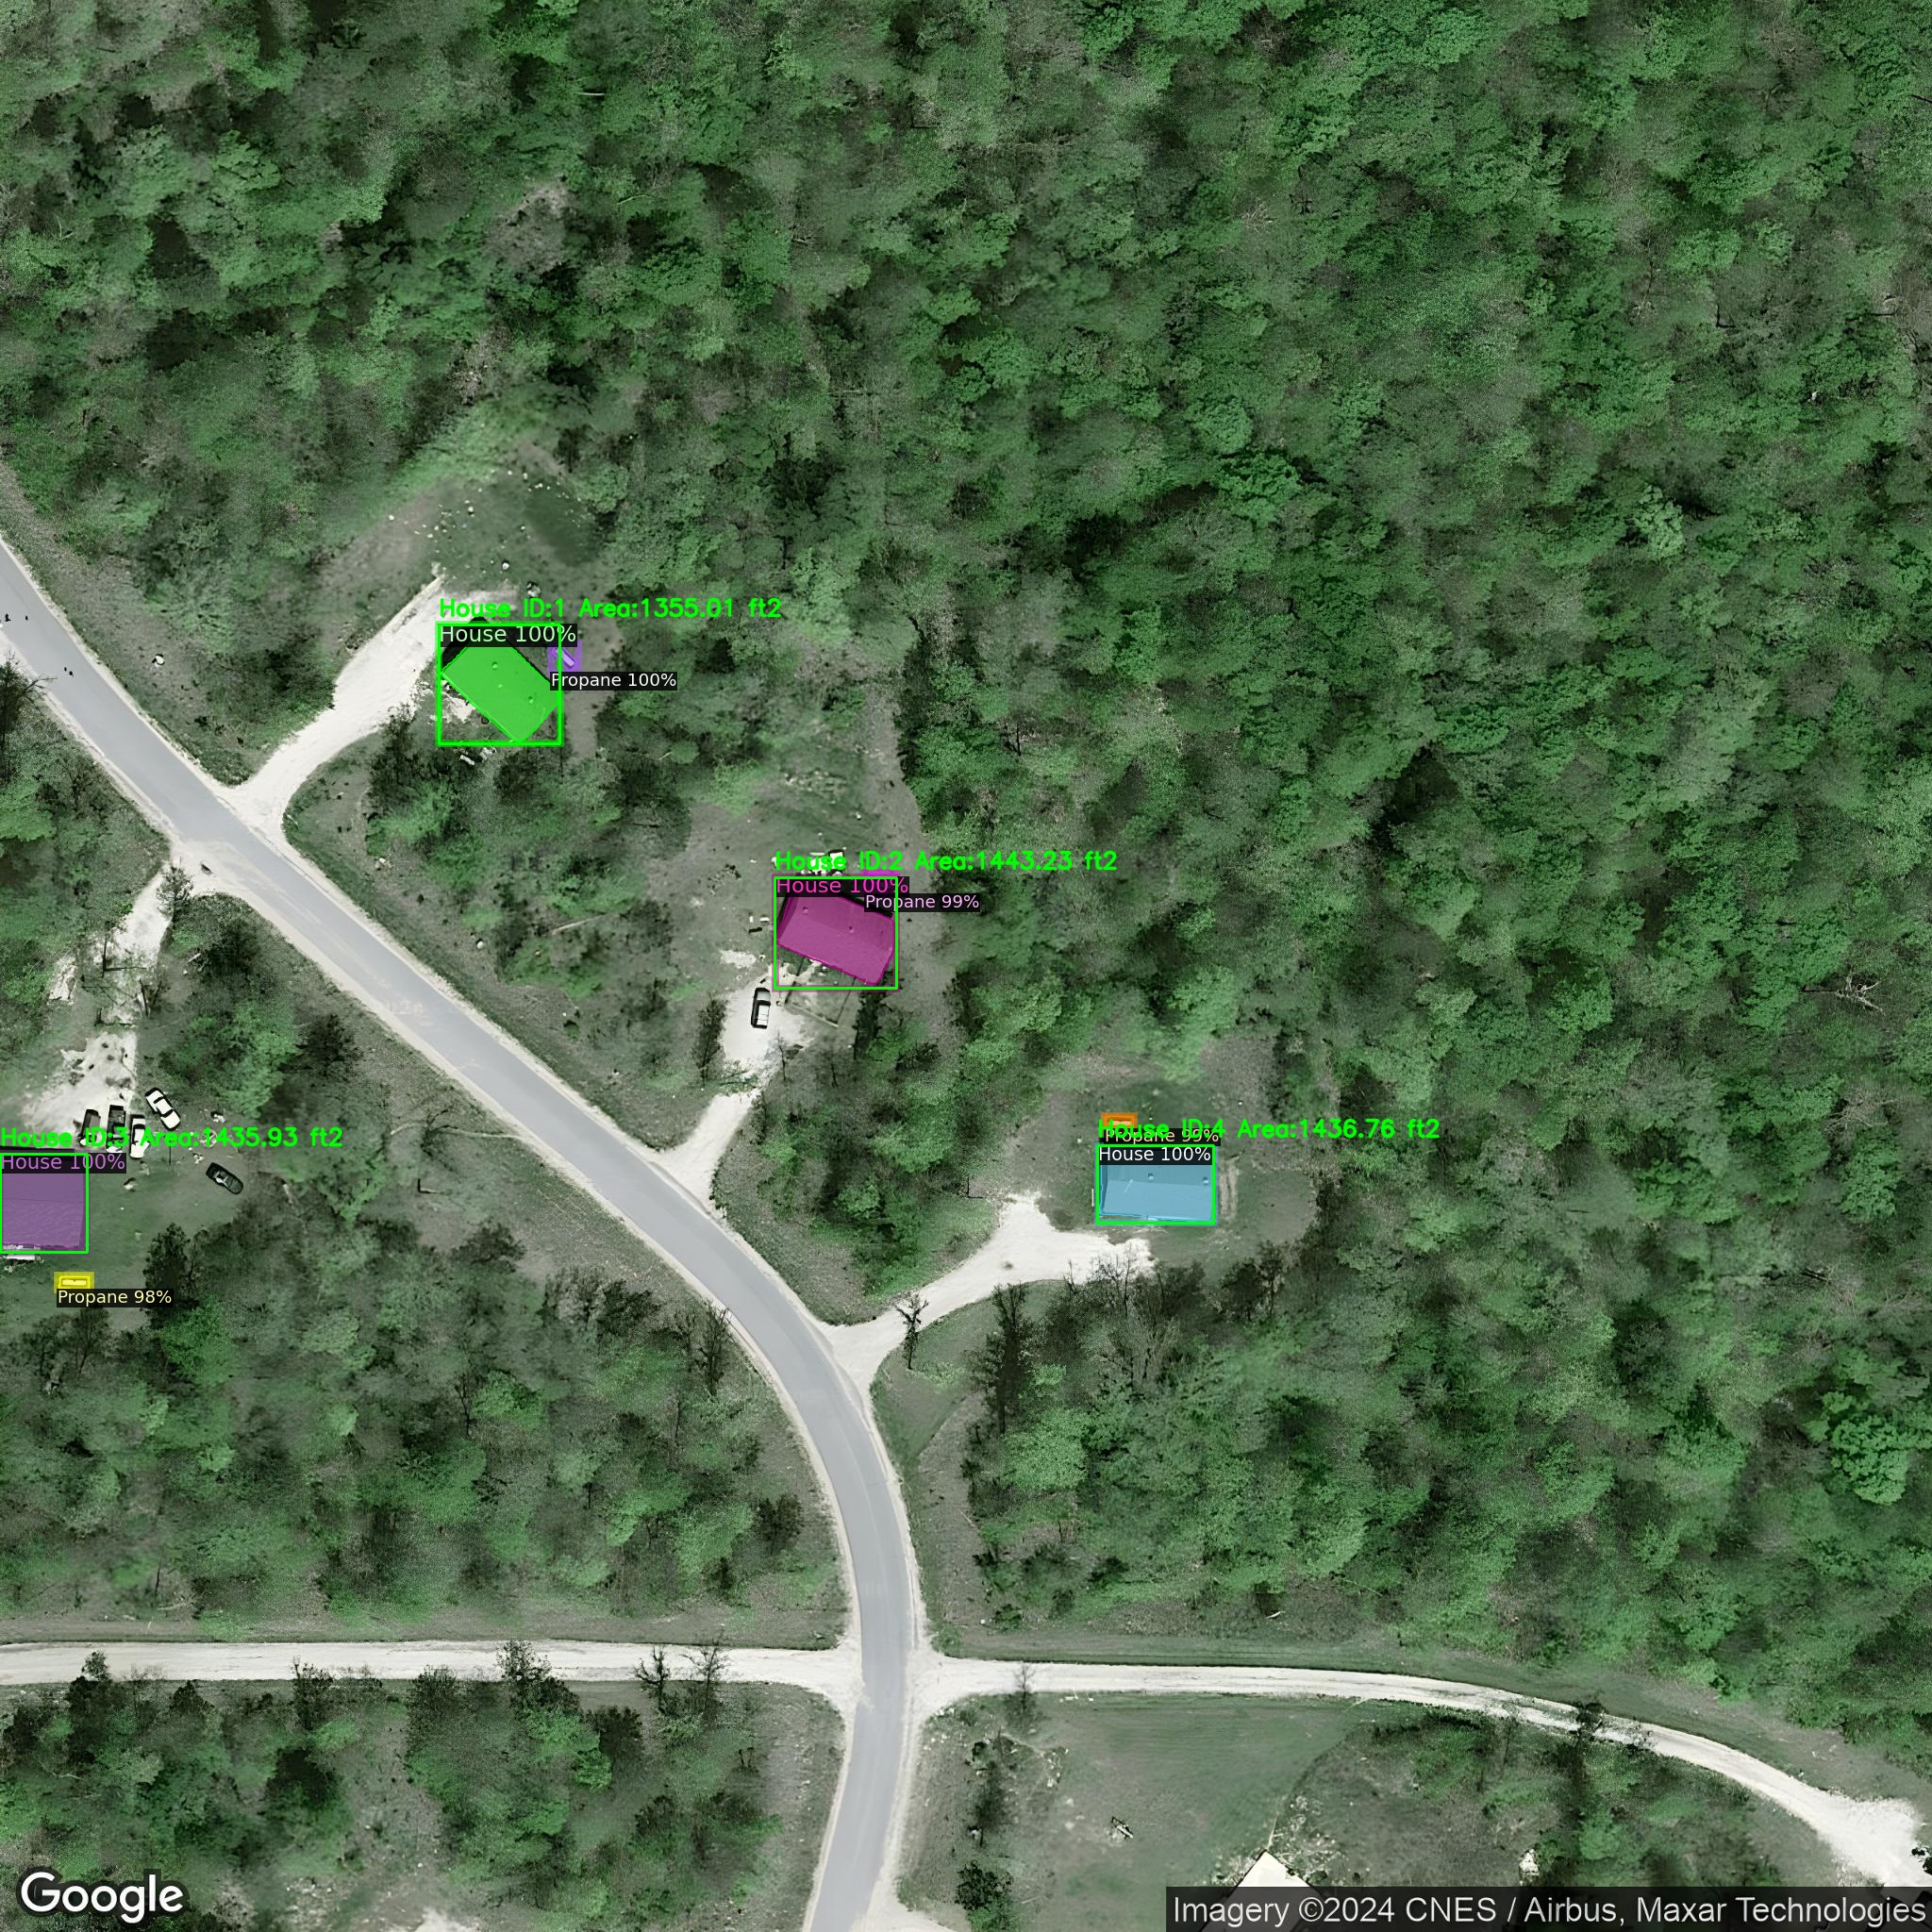 House ID:1 Area:1355.01 ft2
House 100%
Propane 100%
House ID:2 Area:1443.23 ft2
House 100%
Propane 99%
House ID:3 Area:1435.93 ft2
House 100%
Propane 98%
House ID:4 Area:1436.76 ft2
Propane 99%
House 100%
Google
Imagery ©2024 CNES / Airbus, Maxar Technologies